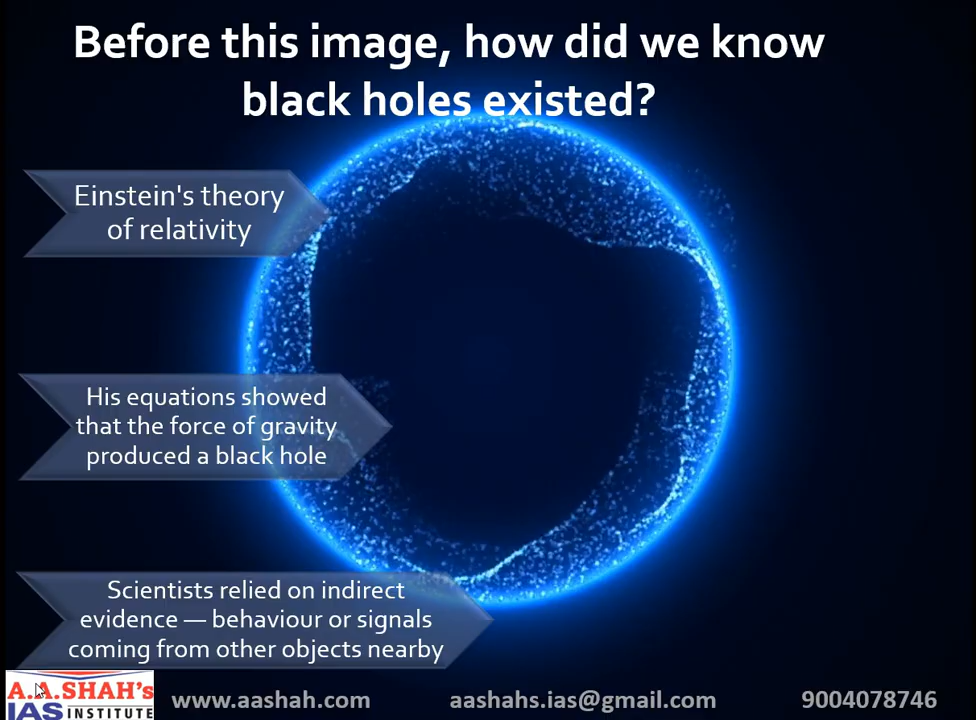 Before this image, how did we know
black holes existed?
Einstein's theory
of relativity
His equations showed
that the force of gravity
produced a black hole
Scientists relied on indirect
evidence — behaviour or signals
coming from other objects nearby
A.A.SHAH's
IAS INSTITUTE
www.aashah.com aashahs.ias@gmail.com 9004078746